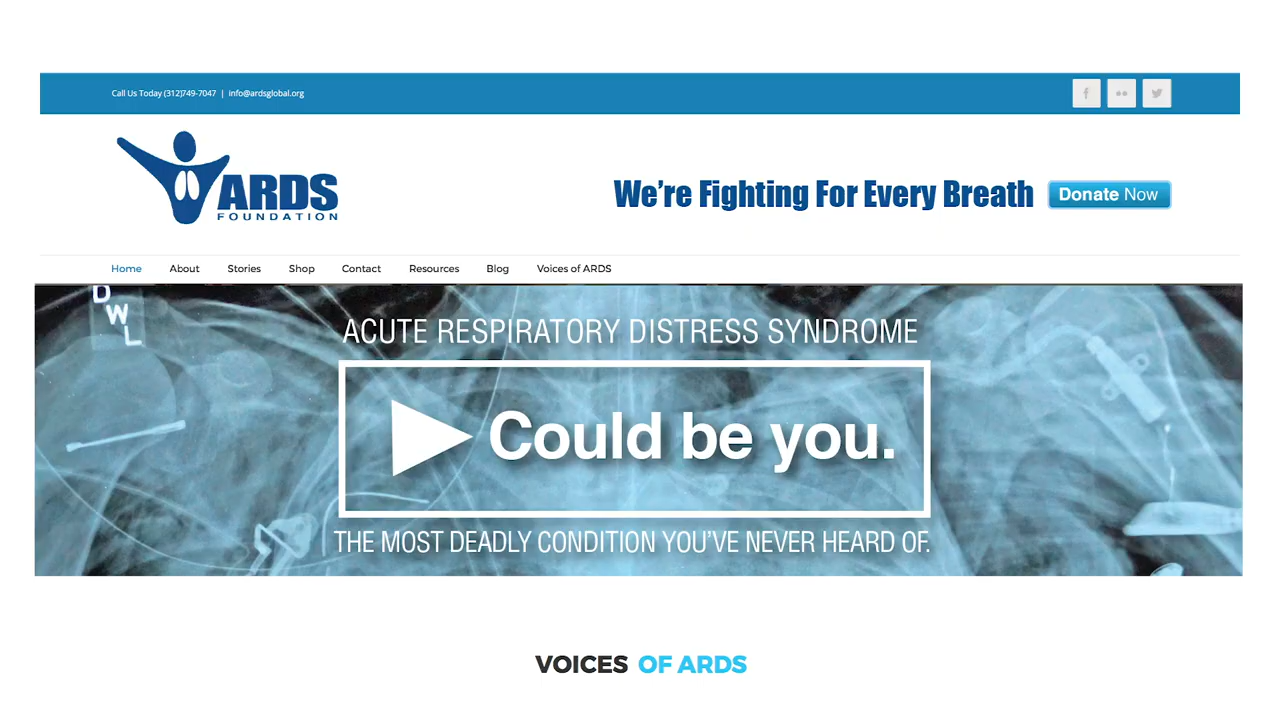 Call Us Today (312)749-7047 | info@ardsglobal.org
ARDS
FOUNDATION
We're Fighting For Every Breath
Donate Now
Home About Stories Shop Contact Resources Blog Voices of ARDS
D
W
L
ACUTE RESPIRATORY DISTRESS SYNDROME
Could be you.
THE MOST DEADLY CONDITION YOU'VE NEVER HEARD OF.
VOICES OF ARDS